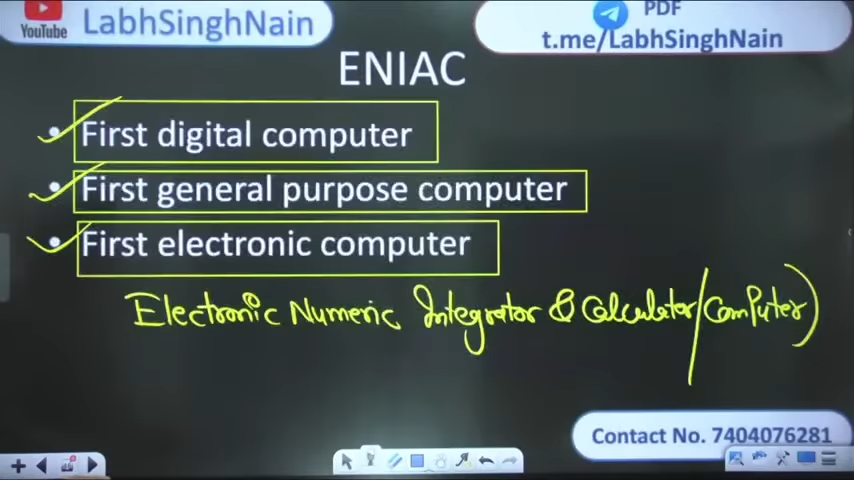 YouTube
LabhSinghNain
PDF
t.me/LabhSinghNain
ENIAC
• First digital computer
• First general purpose computer
• First electronic computer
Electronic Numeric Integrator & Calculator/Computer)
Contact No. 7404076281